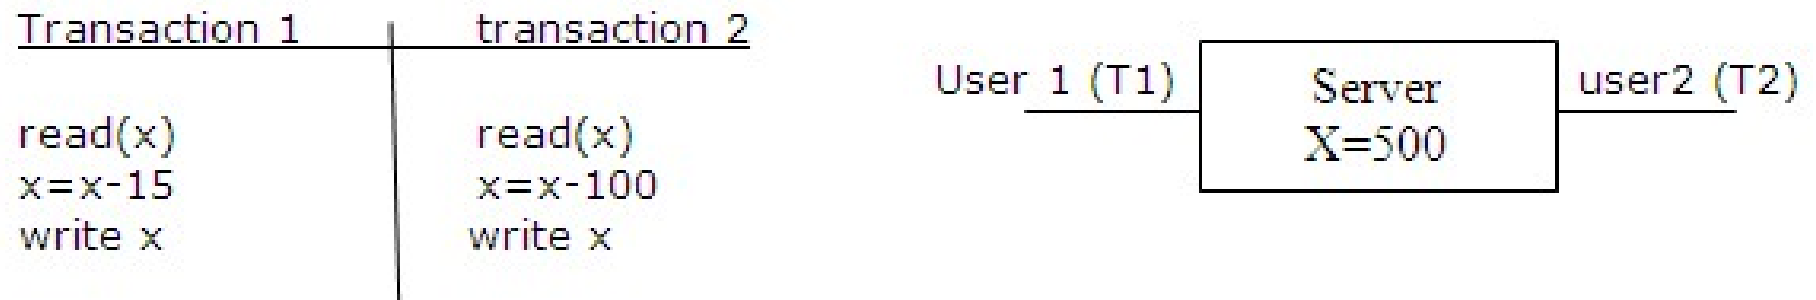 Transaction 1
transaction 2
read(x)
read(x)
x=x-15
x=x-100
write x
write x
User 1 (T1)
Server
X=500
user2 (T2)